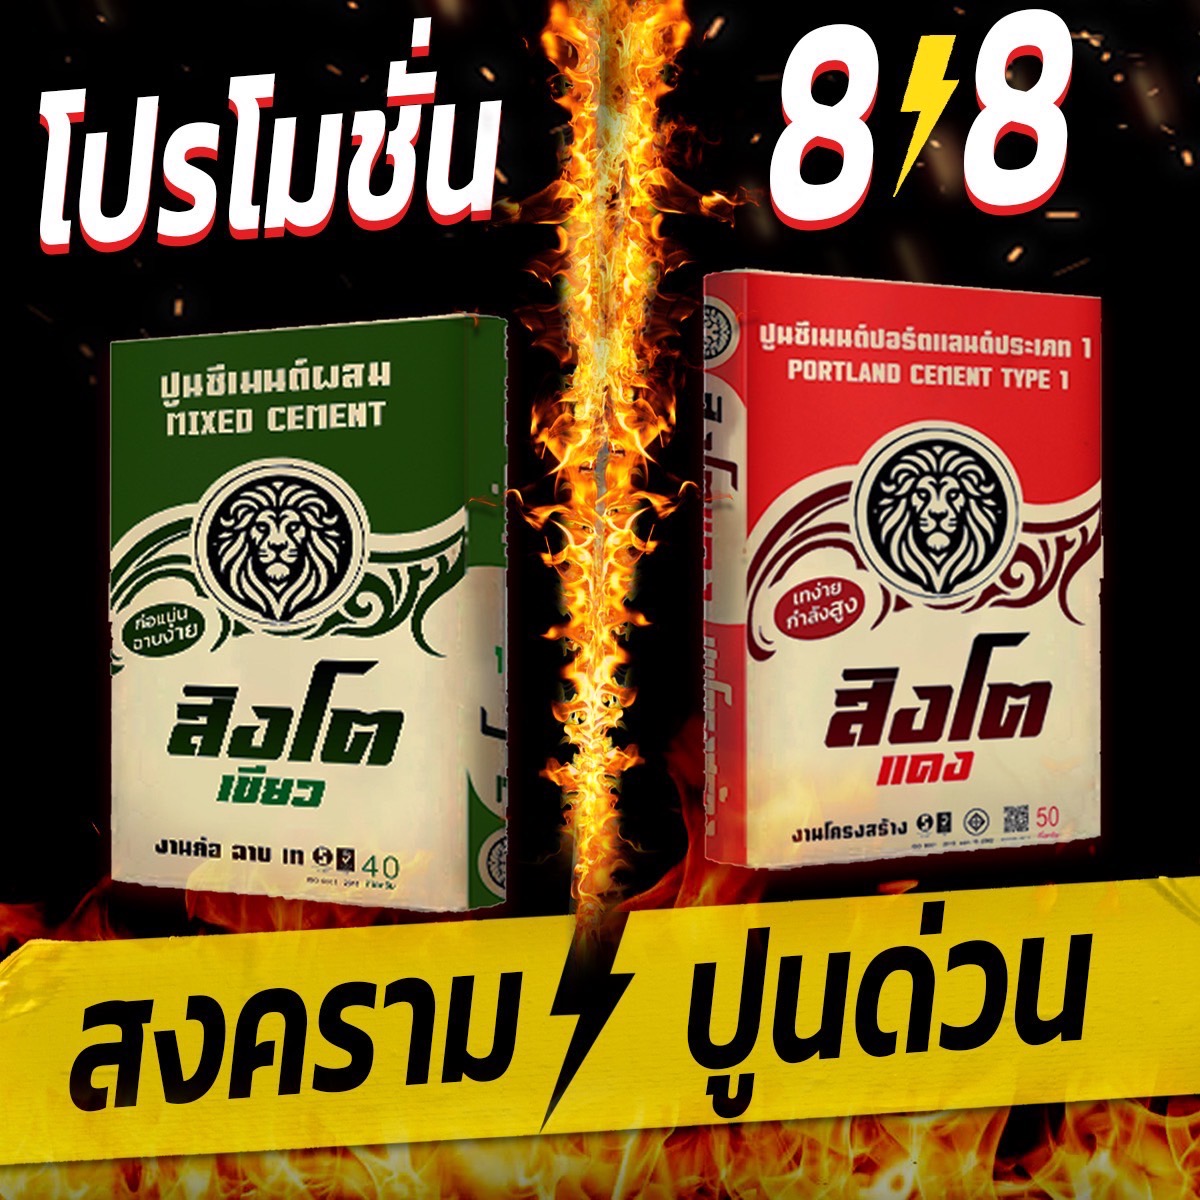 โปรโมชั่น
8 8
ปูนซีเมนต์ผสม
MIXED CEMENT
ก่อแน่น
ฉาบง่าย
สิงโต
เขียว
งานก่อ ฉาบ เท
40
ปูนซีเมนต์ปอร์ตแลนด์ประเภท 1
PORTLAND CEMENT TYPE 1
เทง่าย
กำลังสูง
สิงโต
แดง
งานโครงสร้าง
50
สงคราม ปูนด่วน